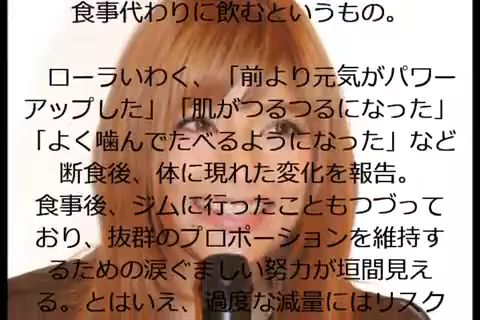 食事代わりに飲むというもの。
ローラいわく、「前より元気がパワー
アップした」「肌がつるつるになった」
「よく噛んでたべるようになった」など
断食後、体に現れた変化を報告。
食事後、ジムに行ったこともつづって
おり、抜群のプロポーションを維持す
るための涙ぐましい努力が垣間見え
る。とはいえ、過度な減量にはリスク